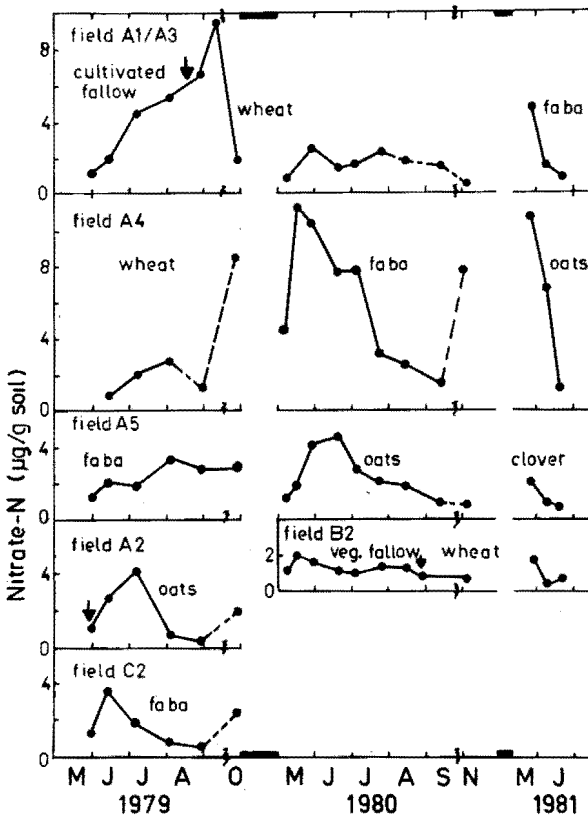 field A1/A3
8
cultivated
fallow
wheat
faba
4
0
field A4
8
wheat
faba
oats
4
0
field A5
4
faba
oats
clover
0
field A2
field B2
4
oats
2
veg. fallow
wheat
0
0
field C2
4
faba
0
Nitrate-N (µg/g soil)
M J J A O M J J A S N M J
1979 1980 1981